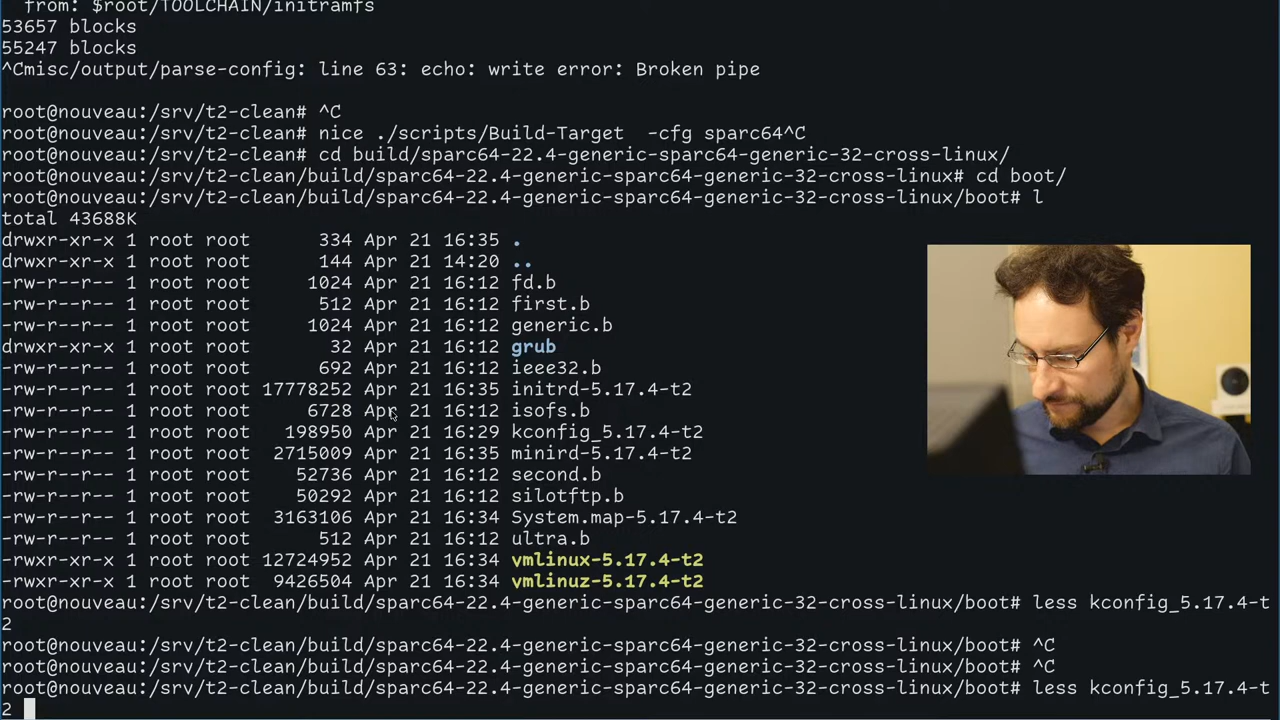 from: $root/TOOLCHAIN/initramfs
53657 blocks
55247 blocks
^Cmisc/output/parse-config: line 63: echo: write error: Broken pipe
root@nouveau:/srv/t2-clean# ^C
root@nouveau:/srv/t2-clean# nice ./scripts/Build-Target  -cfg sparc64^C
root@nouveau:/srv/t2-clean# cd build/sparc64-22.4-generic-sparc64-generic-32-cross-linux/
root@nouveau:/srv/t2-clean/build/sparc64-22.4-generic-sparc64-generic-32-cross-linux# cd boot/
root@nouveau:/srv/t2-clean/build/sparc64-22.4-generic-sparc64-generic-32-cross-linux/boot# l
total 43688K
drwxr-xr-x 1 root root      334 Apr 21 16:35 .
drwxr-xr-x 1 root root      144 Apr 21 14:20 ..
-rw-r--r-- 1 root root     1024 Apr 21 16:12 fd.b
-rw-r--r-- 1 root root      512 Apr 21 16:12 first.b
-rw-r--r-- 1 root root     1024 Apr 21 16:12 generic.b
drwxr-xr-x 1 root root       32 Apr 21 16:12 grub
-rw-r--r-- 1 root root      692 Apr 21 16:12 ieee32.b
-rw-r--r-- 1 root root 17778252 Apr 21 16:35 initrd-5.17.4-t2
-rw-r--r-- 1 root root     6728 Apr 21 16:12 isofs.b
-rw-r--r-- 1 root root   198950 Apr 21 16:29 kconfig_5.17.4-t2
-rw-r--r-- 1 root root  2715009 Apr 21 16:35 minird-5.17.4-t2
-rw-r--r-- 1 root root    52736 Apr 21 16:12 second.b
-rw-r--r-- 1 root root    50292 Apr 21 16:12 silotftp.b
-rw-r--r-- 1 root root  3163106 Apr 21 16:34 System.map-5.17.4-t2
-rw-r--r-- 1 root root      512 Apr 21 16:12 ultra.b
-rwxr-xr-x 1 root root 12724952 Apr 21 16:34 vmlinux-5.17.4-t2
-rwxr-xr-x 1 root root  9426504 Apr 21 16:34 vmlinuz-5.17.4-t2
root@nouveau:/srv/t2-clean/build/sparc64-22.4-generic-sparc64-generic-32-cross-linux/boot# less kconfig_5.17.4-t
2
root@nouveau:/srv/t2-clean/build/sparc64-22.4-generic-sparc64-generic-32-cross-linux/boot# ^C
root@nouveau:/srv/t2-clean/build/sparc64-22.4-generic-sparc64-generic-32-cross-linux/boot# ^C
root@nouveau:/srv/t2-clean/build/sparc64-22.4-generic-sparc64-generic-32-cross-linux/boot# less kconfig_5.17.4-t
2